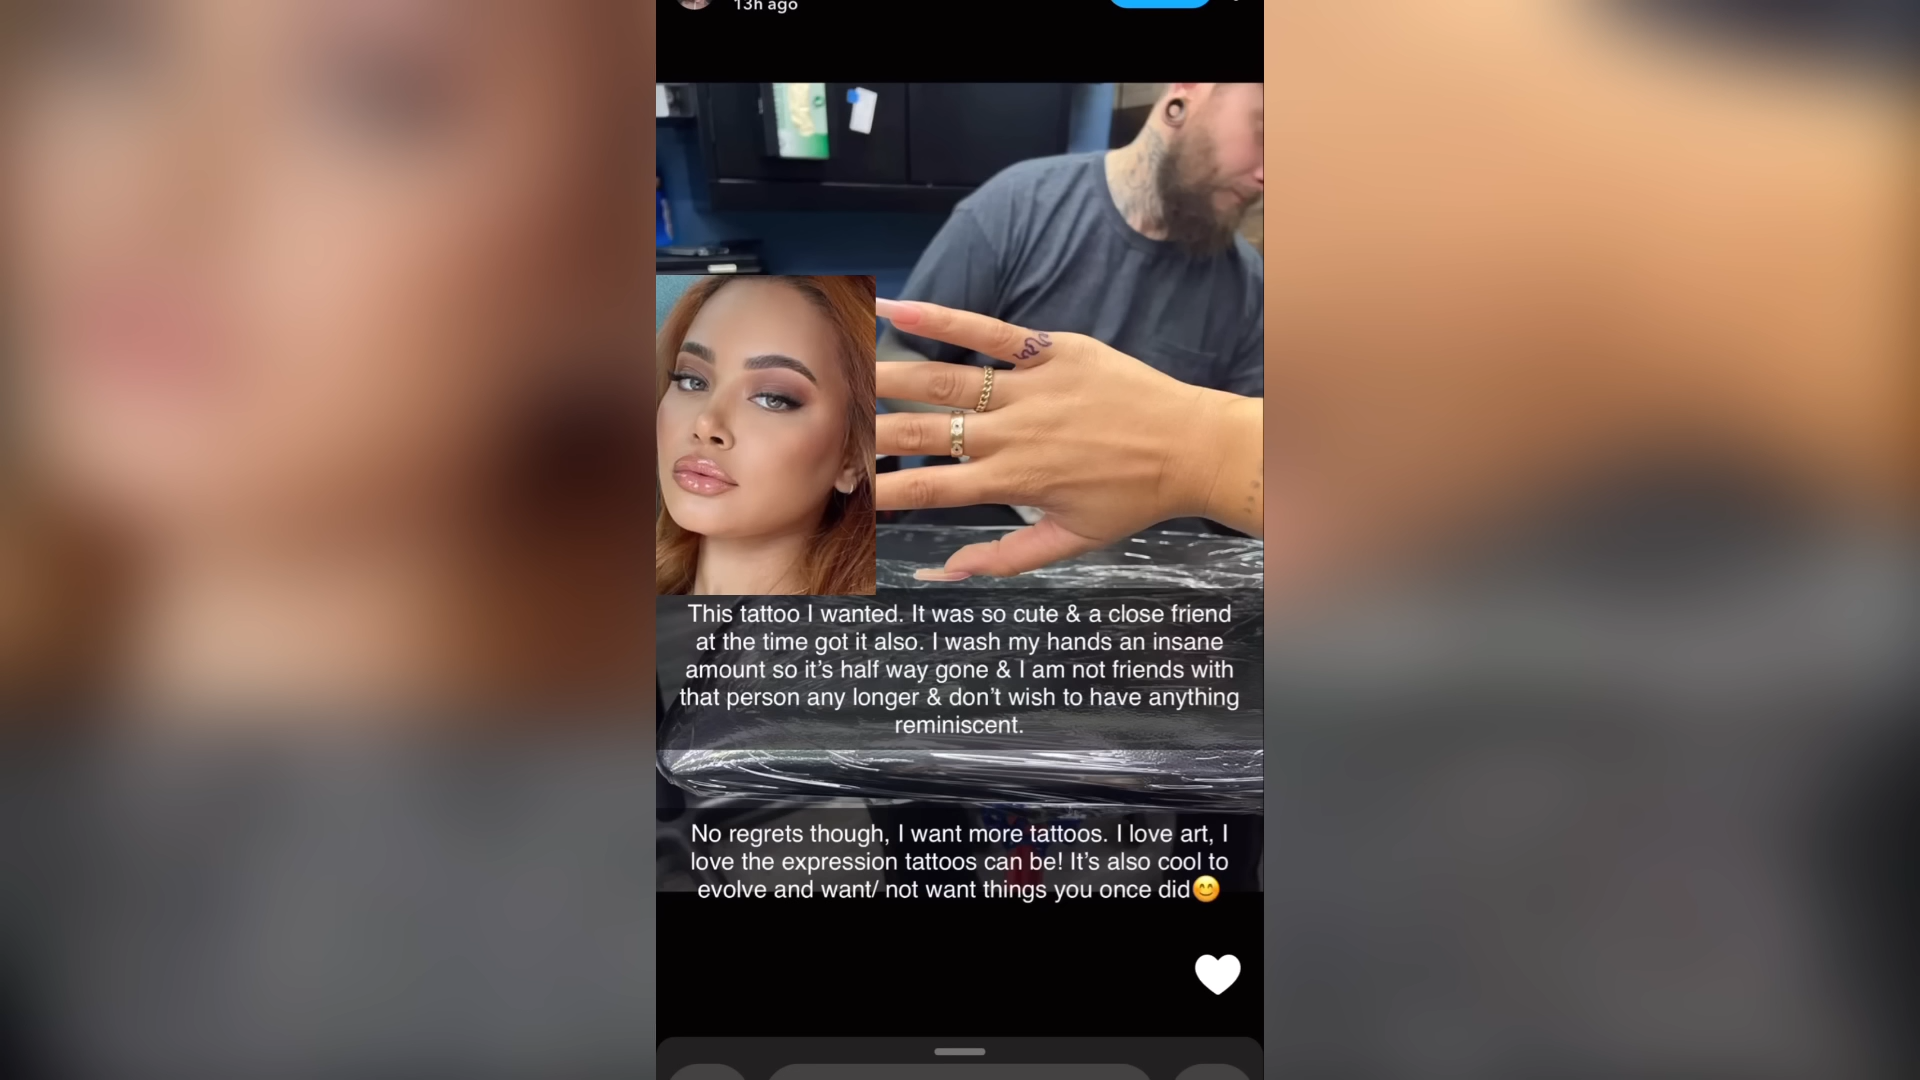 13h ago
This tattoo I wanted. It was so cute & a close friend
at the time got it also. I wash my hands an insane
amount so it’s half way gone & I am not friends with
that person any longer & don’t wish to have anything
reminiscent.
No regrets though, I want more tattoos. I love art, I
love the expression tattoos can be! It’s also cool to
evolve and want/ not want things you once did😊